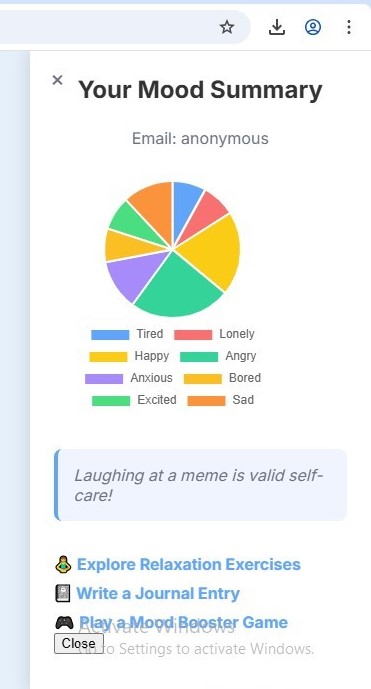 ×
Your Mood Summary
Email: anonymous
Tired Lonely
Happy Angry
Anxious Bored
Excited Sad
Laughing at a meme is valid self-
care!
Explore Relaxation Exercises
Write a Journal Entry
Play a Mood Booster Game
Activate Windows
Close
Go to Settings to activate Windows.